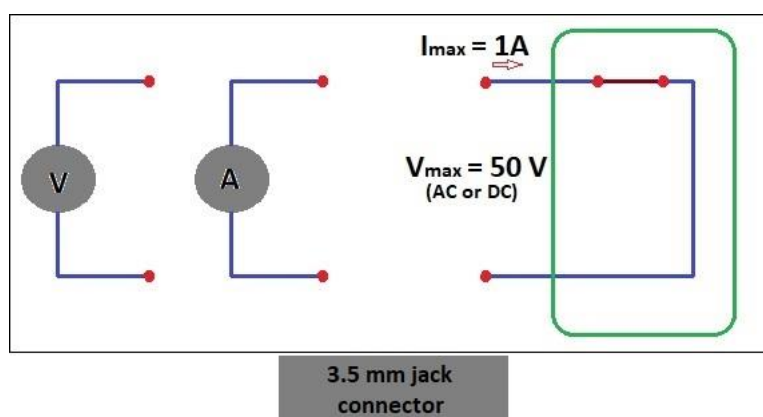 Imax = 1A
V
A
Vmax = 50 V
(AC or DC)
3.5 mm jack
connector